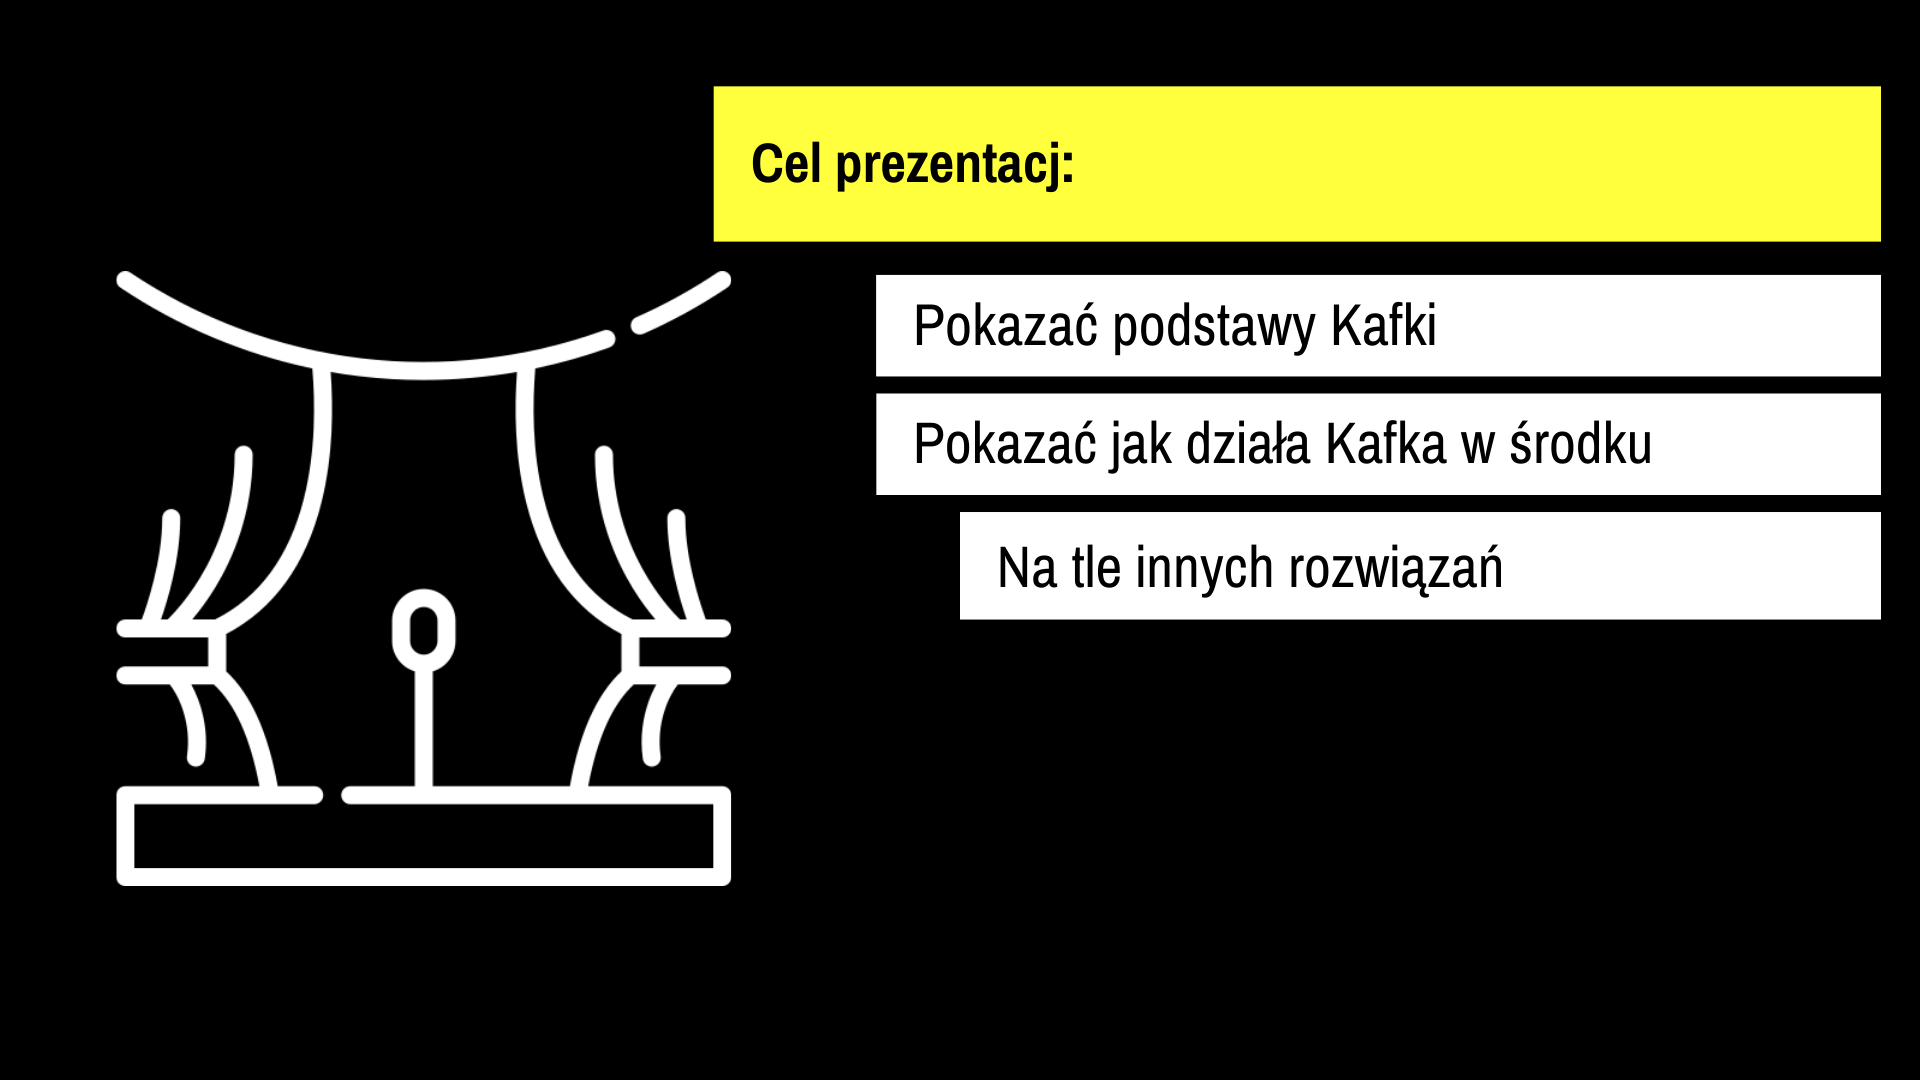 Cel prezentacj:
Pokazać podstawy Kafki
Pokazać jak działa Kafka w środku
Na tle innych rozwiązań